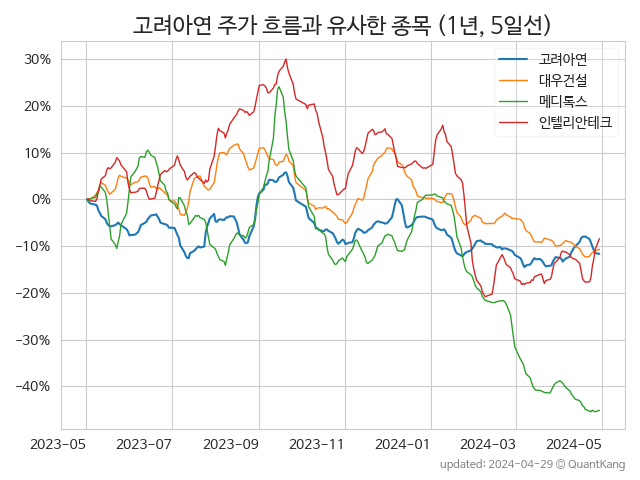 고려아연 주가 흐름과 유사한 종목 (1년, 5일선)
고려아연
대우건설
메디톡스
인텔리안테크
30%
20%
10%
0%
−10%
−20%
−30%
−40%
2023-05 2023-07 2023-09 2023-11 2024-01 2024-03 2024-05
updated: 2024-04-29 © QuantKang